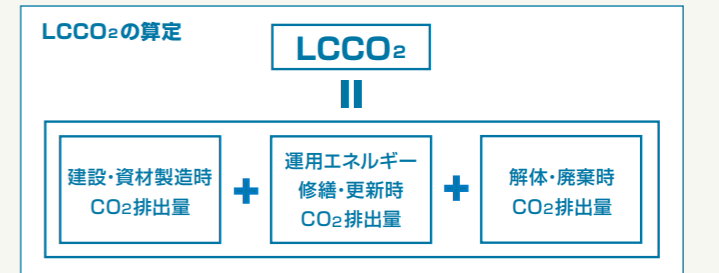 LCCO₂の算定
LCCO₂
=
建設・資材製造時
CO₂排出量
+
運用エネルギー
修繕・更新時
CO₂排出量
+
解体・廃棄時
CO₂排出量